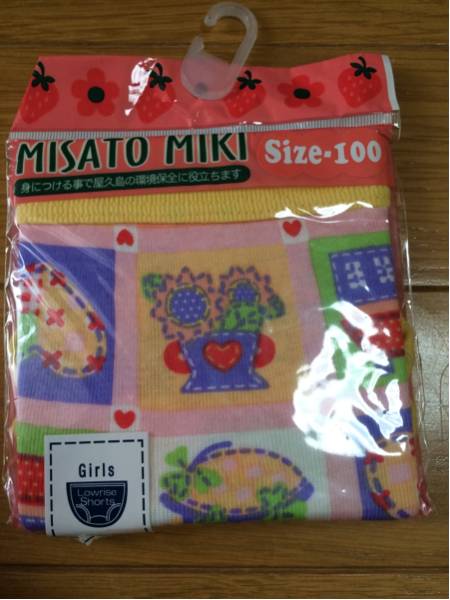 MISATO MIKI
Size-100
身につける事で屋久島の環境保全に役立ちます
Girls
Lowrise
Shorts